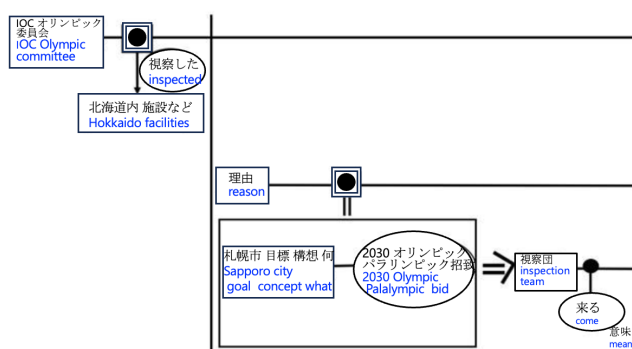 IOC オリンピック
委員会
IOC Olympic
committee
視察した
inspected
北海道内 施設など
Hokkaido facilities
理由
reason
札幌市 目標 構想 何
Sapporo city
goal concept what
2030 オリンピック
パラリンピック招致
2030 Olympic
Palalympic bid
視察団
inspection
team
来る
come
意味
mean